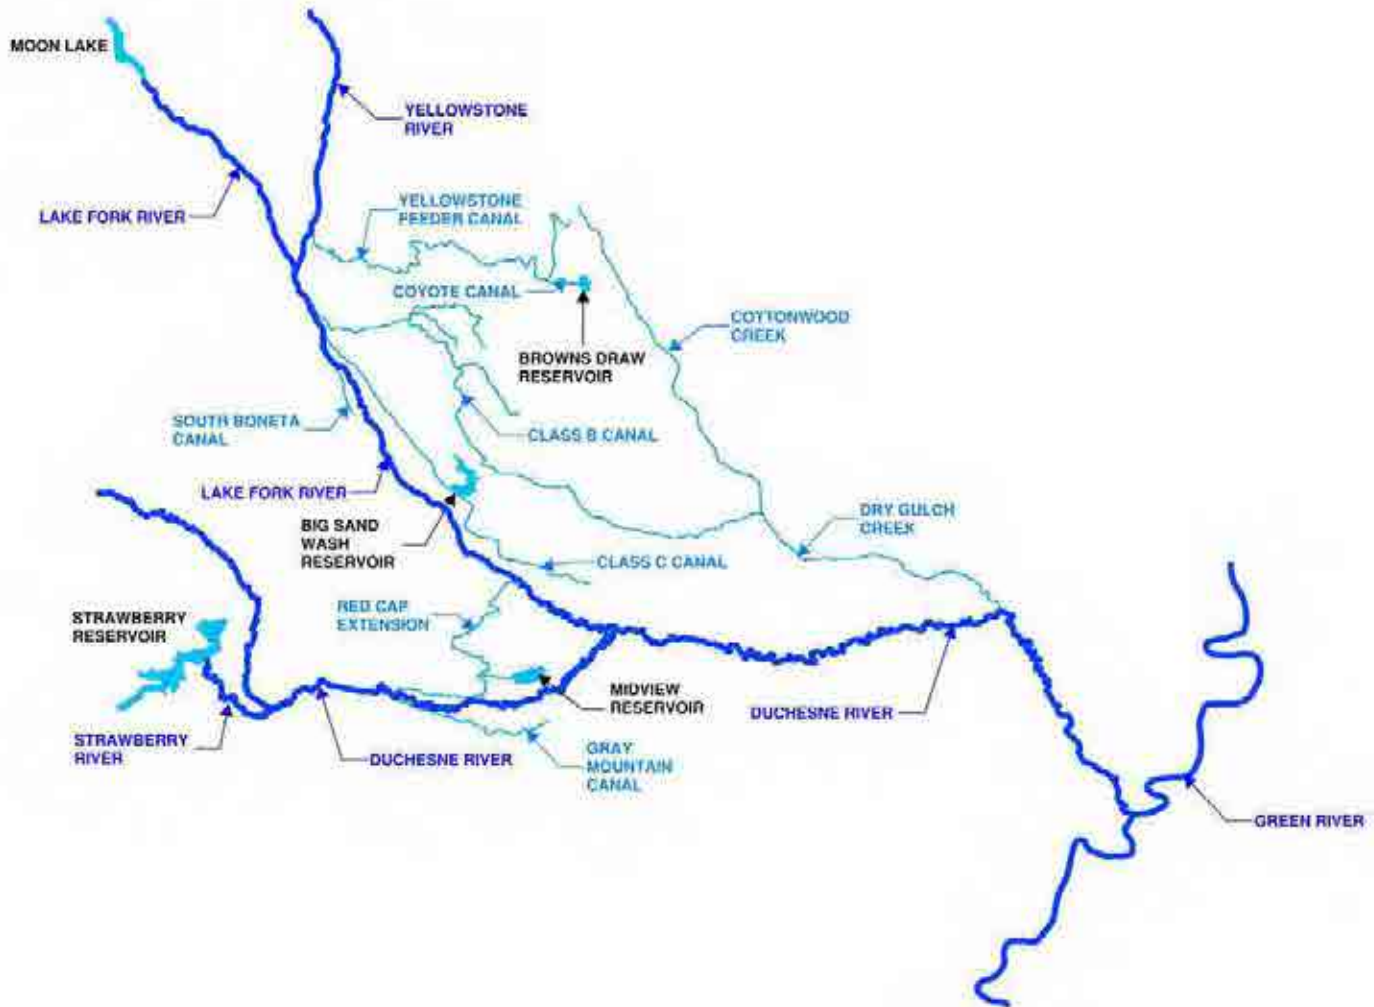 MOON LAKE
YELLOWSTONE
RIVER
LAKE FORK RIVER
YELLOWSTONE
FEEDER CANAL
COYOTE CANAL
COTTONWOOD
CREEK
BROWNS DRAW
RESERVOIR
SOUTH BONETA
CANAL
CLASS B CANAL
LAKE FORK RIVER
BIG SAND
WASH
RESERVOIR
DRY GULCH
CREEK
CLASS C CANAL
RED CAP
EXTENSION
STRAWBERRY
RESERVOIR
MIDVIEW
RESERVOIR
DUCHESNE RIVER
STRAWBERRY
RIVER
DUCHESNE RIVER
GRAY
MOUNTAIN
CANAL
GREEN RIVER